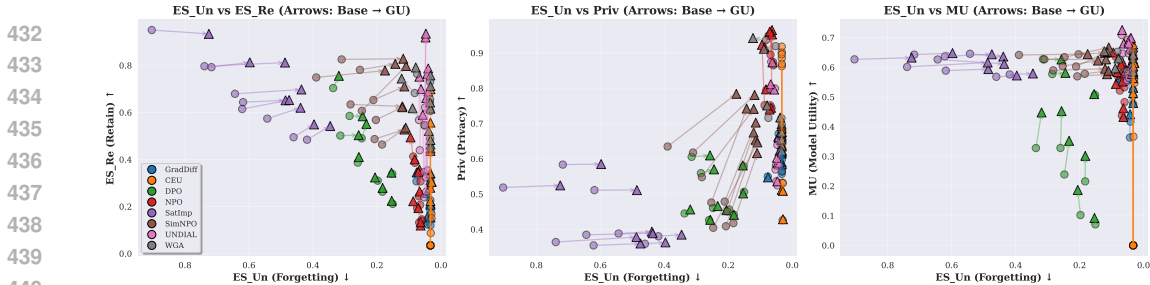 432
433
434
435
436
437
438
439
ES_Un vs ES_Re (Arrows: Base → GU)
ES_Re (Retain) ↑
0.8
0.6
0.4
0.2
0.0
GradDiff
CEU
DPO
NPO
SatImp
SimNPO
UNDIAL
WGA
0.8
0.6
0.4
0.2
0.0
ES_Un (Forgetting) ↓
ES_Un vs Priv (Arrows: Base → GU)
Priv (Privacy) ↑
0.9
0.8
0.7
0.6
0.5
0.4
0.8
0.6
0.4
0.2
0.0
ES_Un (Forgetting) ↓
ES_Un vs MU (Arrows: Base → GU)
MU (Model Utility) ↑
0.7
0.6
0.5
0.4
0.3
0.2
0.1
0.0
0.8
0.6
0.4
0.2
0.0
ES_Un (Forgetting) ↓